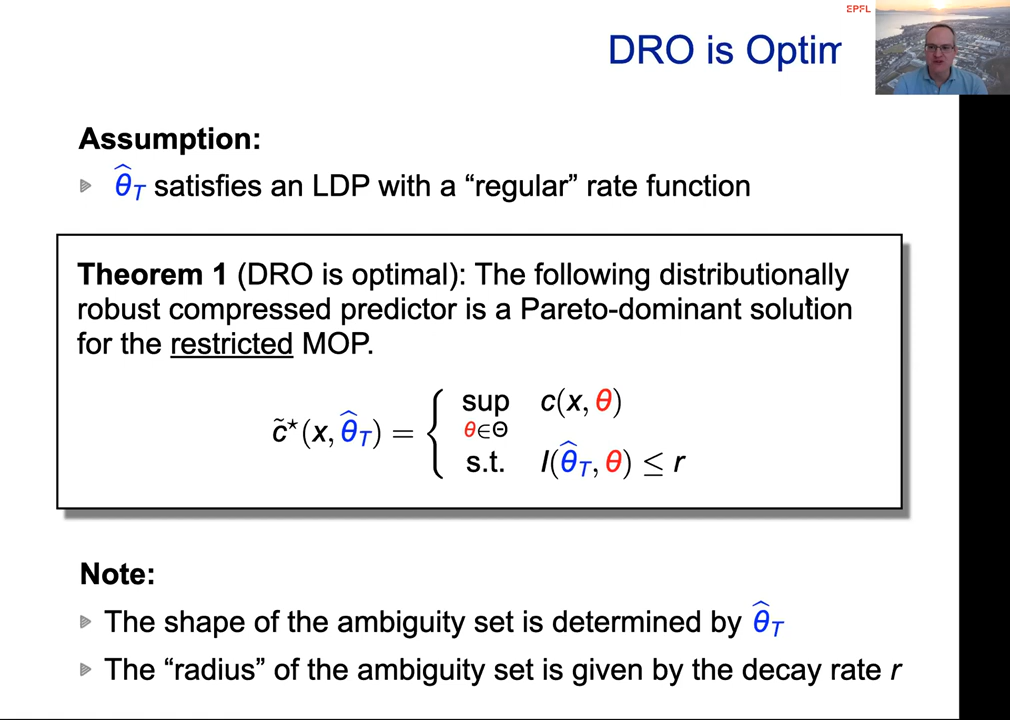 EPFL
DRO is Optim
Assumption:
θ̂_T satisfies an LDP with a “regular” rate function
Theorem 1 (DRO is optimal): The following distributionally
robust compressed predictor is a Pareto-dominant solution
for the restricted MOP.
c̃⋆(x, θ̂_T) = { sup_{θ∈Θ} c(x, θ)
s.t. I(θ̂_T, θ) ≤ r
Note:
The shape of the ambiguity set is determined by θ̂_T
The “radius” of the ambiguity set is given by the decay rate r